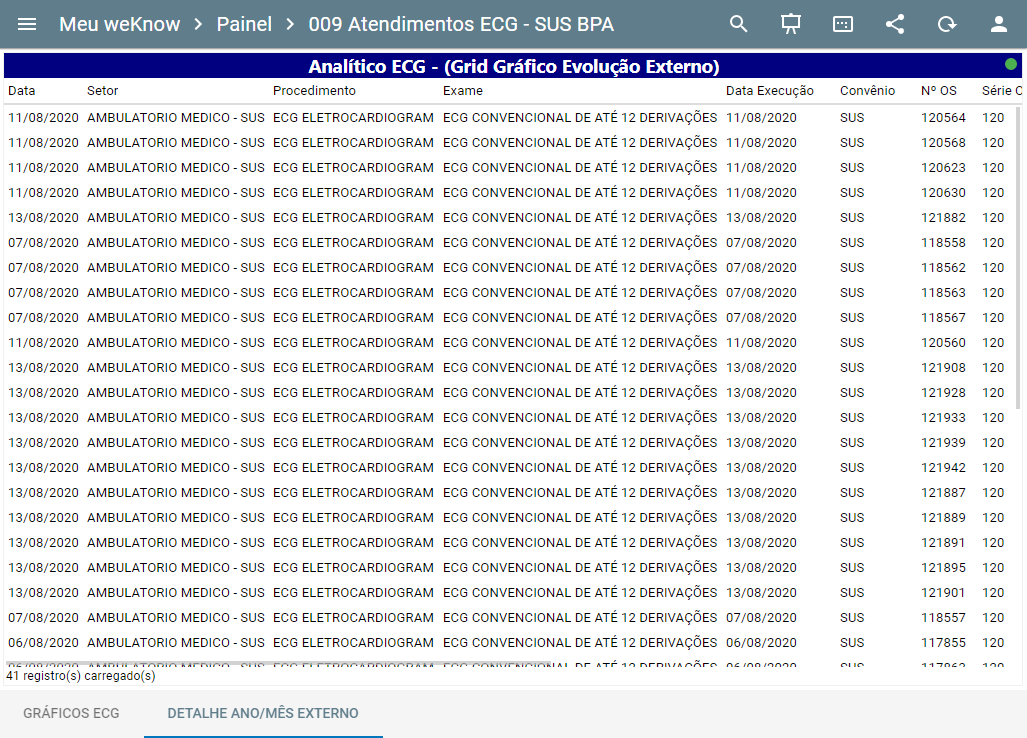 Meu weKnow > Painel > 009 Atendimentos ECG - SUS BPA
Analítico ECG - (Grid Gráfico Evolução Externo)
Data Setor Procedimento Exame Data Execução Convênio Nº OS Série O
11/08/2020 AMBULATORIO MEDICO - SUS ECG ELETROCARDIOGRAM ECG CONVENCIONAL DE ATÉ 12 DERIVAÇÕES 11/08/2020 SUS 120564 120
11/08/2020 AMBULATORIO MEDICO - SUS ECG ELETROCARDIOGRAM ECG CONVENCIONAL DE ATÉ 12 DERIVAÇÕES 11/08/2020 SUS 120568 120
11/08/2020 AMBULATORIO MEDICO - SUS ECG ELETROCARDIOGRAM ECG CONVENCIONAL DE ATÉ 12 DERIVAÇÕES 11/08/2020 SUS 120623 120
11/08/2020 AMBULATORIO MEDICO - SUS ECG ELETROCARDIOGRAM ECG CONVENCIONAL DE ATÉ 12 DERIVAÇÕES 11/08/2020 SUS 120630 120
13/08/2020 AMBULATORIO MEDICO - SUS ECG ELETROCARDIOGRAM ECG CONVENCIONAL DE ATÉ 12 DERIVAÇÕES 13/08/2020 SUS 121882 120
07/08/2020 AMBULATORIO MEDICO - SUS ECG ELETROCARDIOGRAM ECG CONVENCIONAL DE ATÉ 12 DERIVAÇÕES 07/08/2020 SUS 118558 120
07/08/2020 AMBULATORIO MEDICO - SUS ECG ELETROCARDIOGRAM ECG CONVENCIONAL DE ATÉ 12 DERIVAÇÕES 07/08/2020 SUS 118562 120
07/08/2020 AMBULATORIO MEDICO - SUS ECG ELETROCARDIOGRAM ECG CONVENCIONAL DE ATÉ 12 DERIVAÇÕES 07/08/2020 SUS 118563 120
07/08/2020 AMBULATORIO MEDICO - SUS ECG ELETROCARDIOGRAM ECG CONVENCIONAL DE ATÉ 12 DERIVAÇÕES 07/08/2020 SUS 118567 120
11/08/2020 AMBULATORIO MEDICO - SUS ECG ELETROCARDIOGRAM ECG CONVENCIONAL DE ATÉ 12 DERIVAÇÕES 11/08/2020 SUS 120560 120
13/08/2020 AMBULATORIO MEDICO - SUS ECG ELETROCARDIOGRAM ECG CONVENCIONAL DE ATÉ 12 DERIVAÇÕES 13/08/2020 SUS 121908 120
13/08/2020 AMBULATORIO MEDICO - SUS ECG ELETROCARDIOGRAM ECG CONVENCIONAL DE ATÉ 12 DERIVAÇÕES 13/08/2020 SUS 121928 120
13/08/2020 AMBULATORIO MEDICO - SUS ECG ELETROCARDIOGRAM ECG CONVENCIONAL DE ATÉ 12 DERIVAÇÕES 13/08/2020 SUS 121933 120
13/08/2020 AMBULATORIO MEDICO - SUS ECG ELETROCARDIOGRAM ECG CONVENCIONAL DE ATÉ 12 DERIVAÇÕES 13/08/2020 SUS 121939 120
13/08/2020 AMBULATORIO MEDICO - SUS ECG ELETROCARDIOGRAM ECG CONVENCIONAL DE ATÉ 12 DERIVAÇÕES 13/08/2020 SUS 121942 120
13/08/2020 AMBULATORIO MEDICO - SUS ECG ELETROCARDIOGRAM ECG CONVENCIONAL DE ATÉ 12 DERIVAÇÕES 13/08/2020 SUS 121887 120
13/08/2020 AMBULATORIO MEDICO - SUS ECG ELETROCARDIOGRAM ECG CONVENCIONAL DE ATÉ 12 DERIVAÇÕES 13/08/2020 SUS 121889 120
13/08/2020 AMBULATORIO MEDICO - SUS ECG ELETROCARDIOGRAM ECG CONVENCIONAL DE ATÉ 12 DERIVAÇÕES 13/08/2020 SUS 121891 120
13/08/2020 AMBULATORIO MEDICO - SUS ECG ELETROCARDIOGRAM ECG CONVENCIONAL DE ATÉ 12 DERIVAÇÕES 13/08/2020 SUS 121895 120
13/08/2020 AMBULATORIO MEDICO - SUS ECG ELETROCARDIOGRAM ECG CONVENCIONAL DE ATÉ 12 DERIVAÇÕES 13/08/2020 SUS 121901 120
07/08/2020 AMBULATORIO MEDICO - SUS ECG ELETROCARDIOGRAM ECG CONVENCIONAL DE ATÉ 12 DERIVAÇÕES 07/08/2020 SUS 118557 120
06/08/2020 AMBULATORIO MEDICO - SUS ECG ELETROCARDIOGRAM ECG CONVENCIONAL DE ATÉ 12 DERIVAÇÕES 06/08/2020 SUS 117855 120
41 registro(s) carregado(s)
GRÁFICOS ECG DETALHE ANO/MÊS EXTERNO